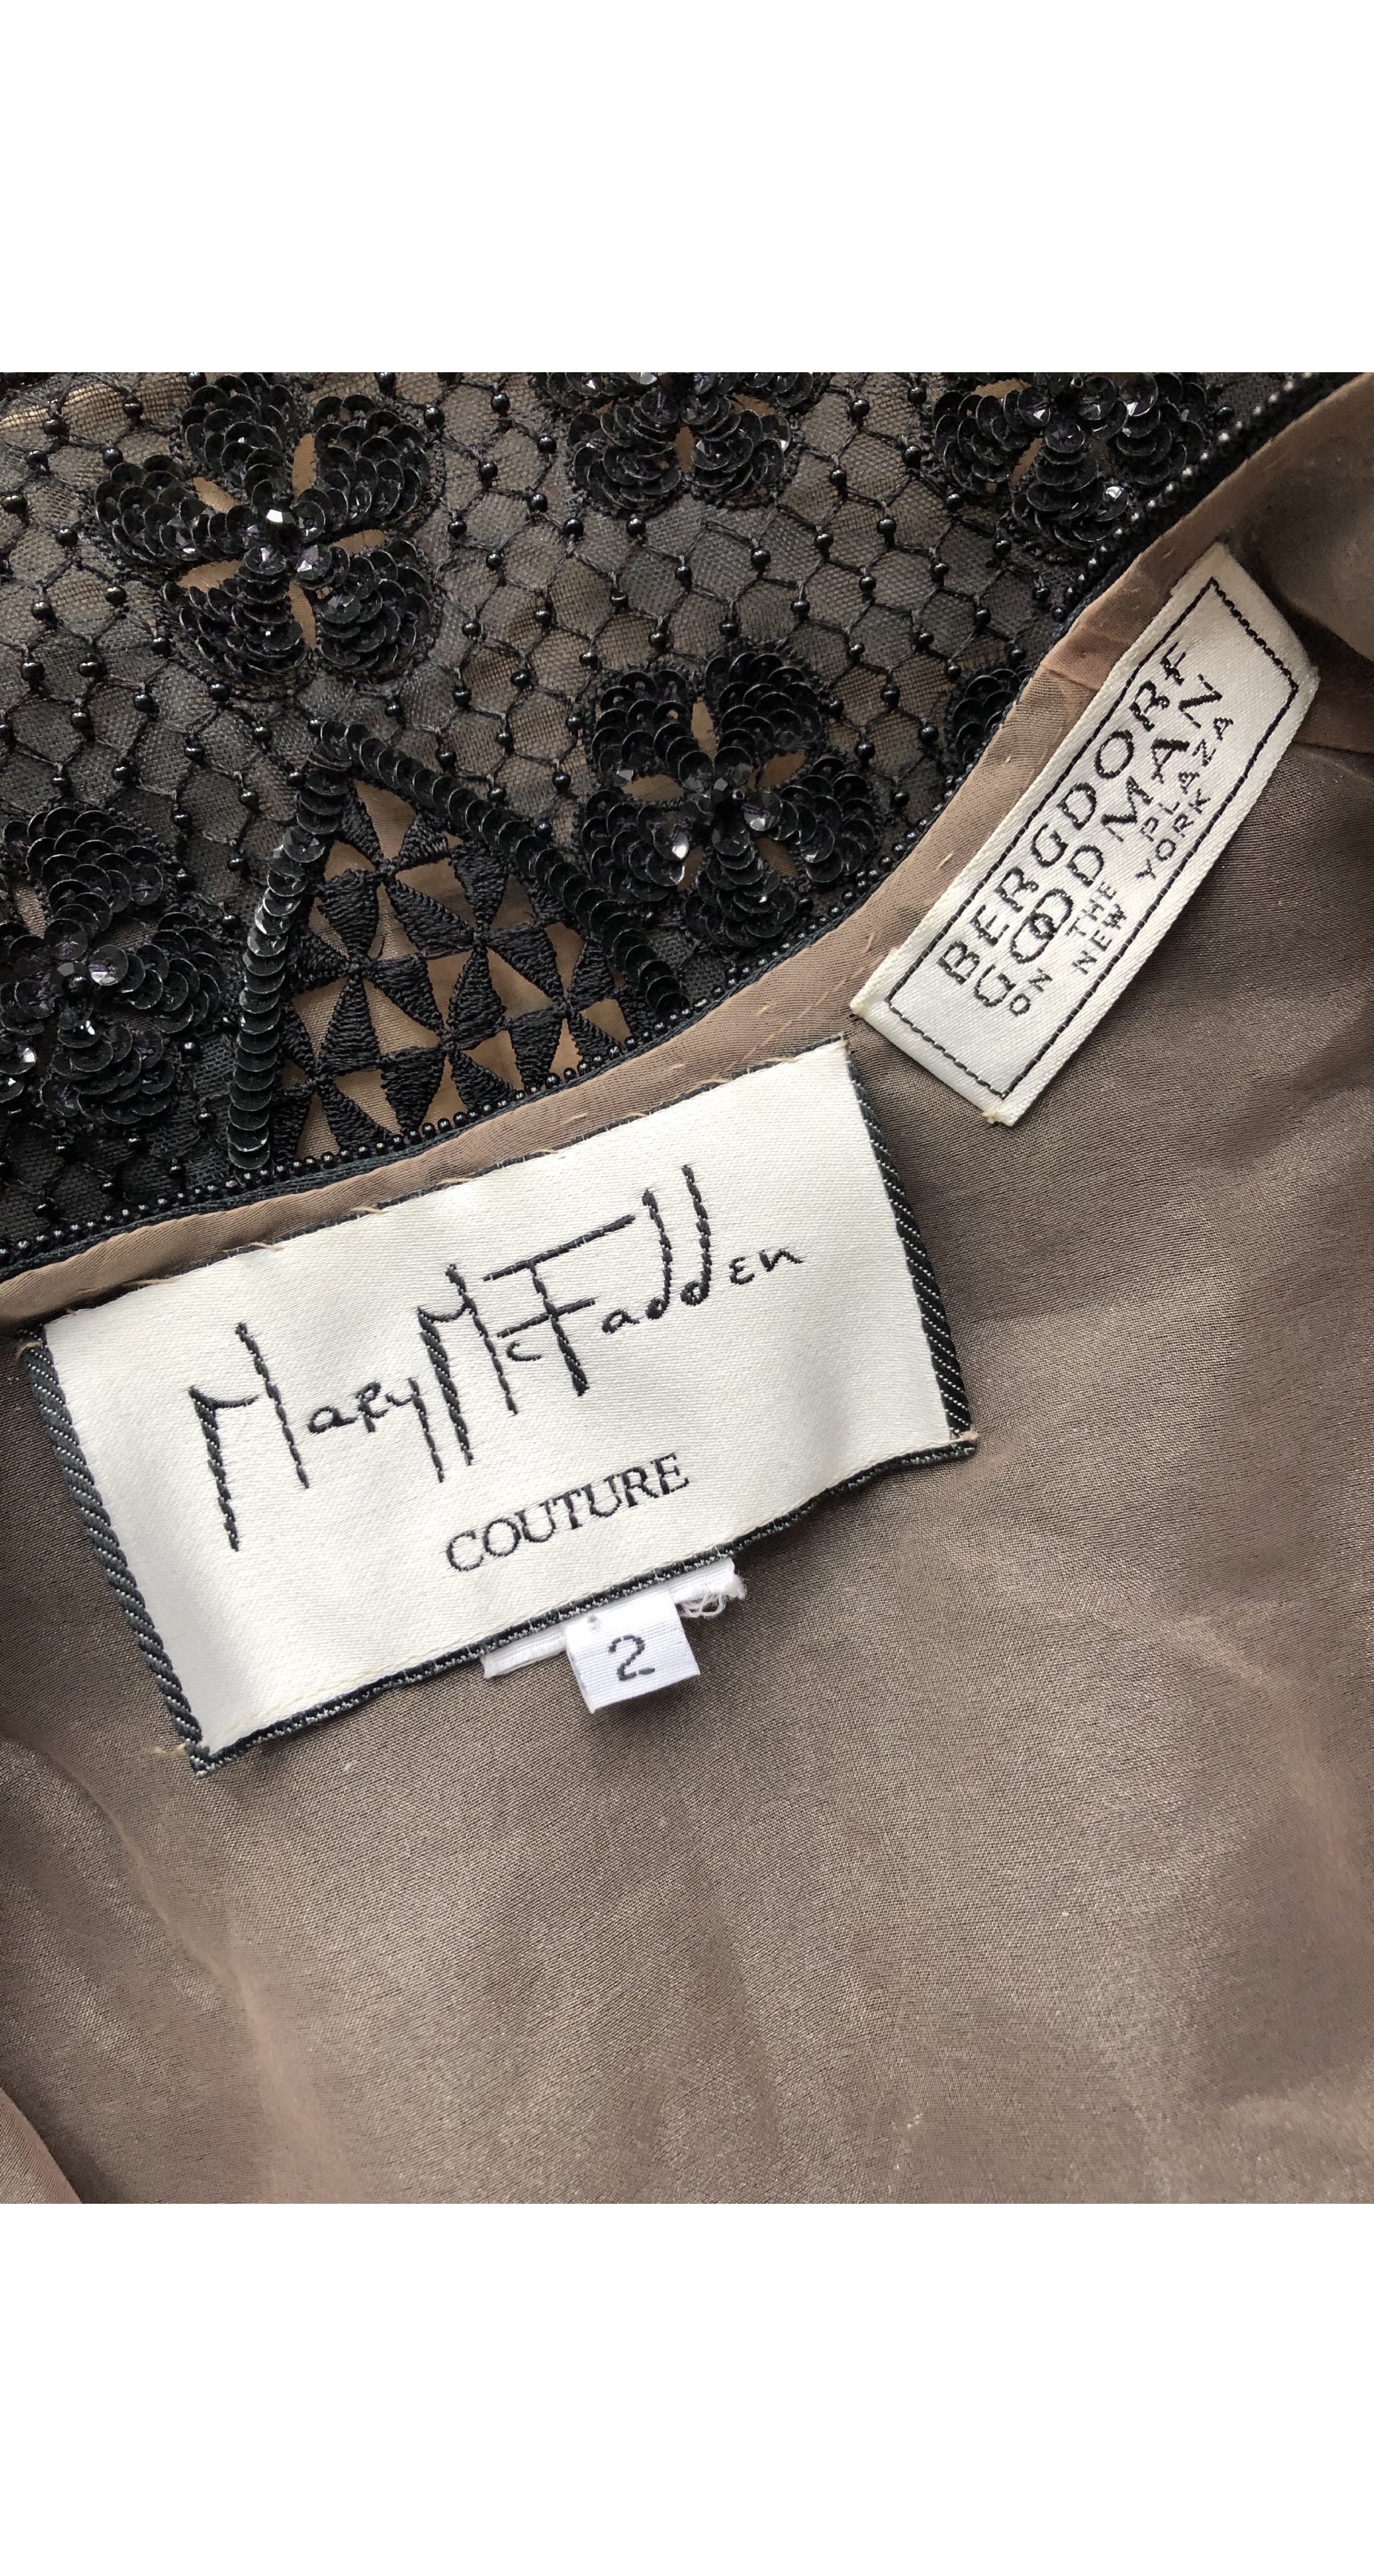 BERGDORF
GOODMAN
ON THE PLAZA
NEW YORK
Mary McFadden
COUTURE
2